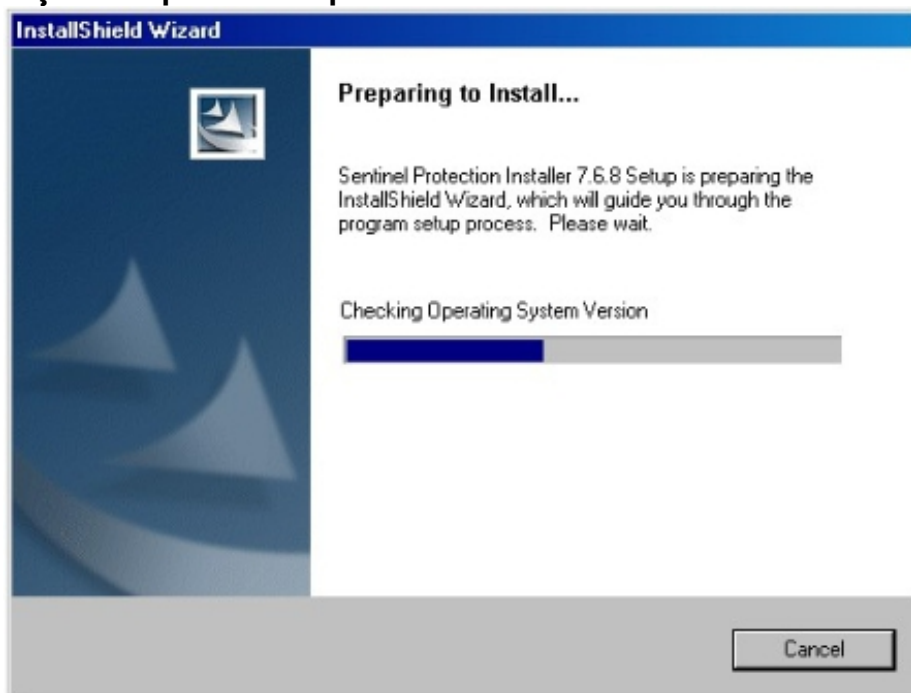 InstallShield Wizard
Preparing to Install...
Sentinel Protection Installer 7.6.8 Setup is preparing the
InstallShield Wizard, which will guide you through the
program setup process. Please wait.
Checking Operating System Version
Cancel